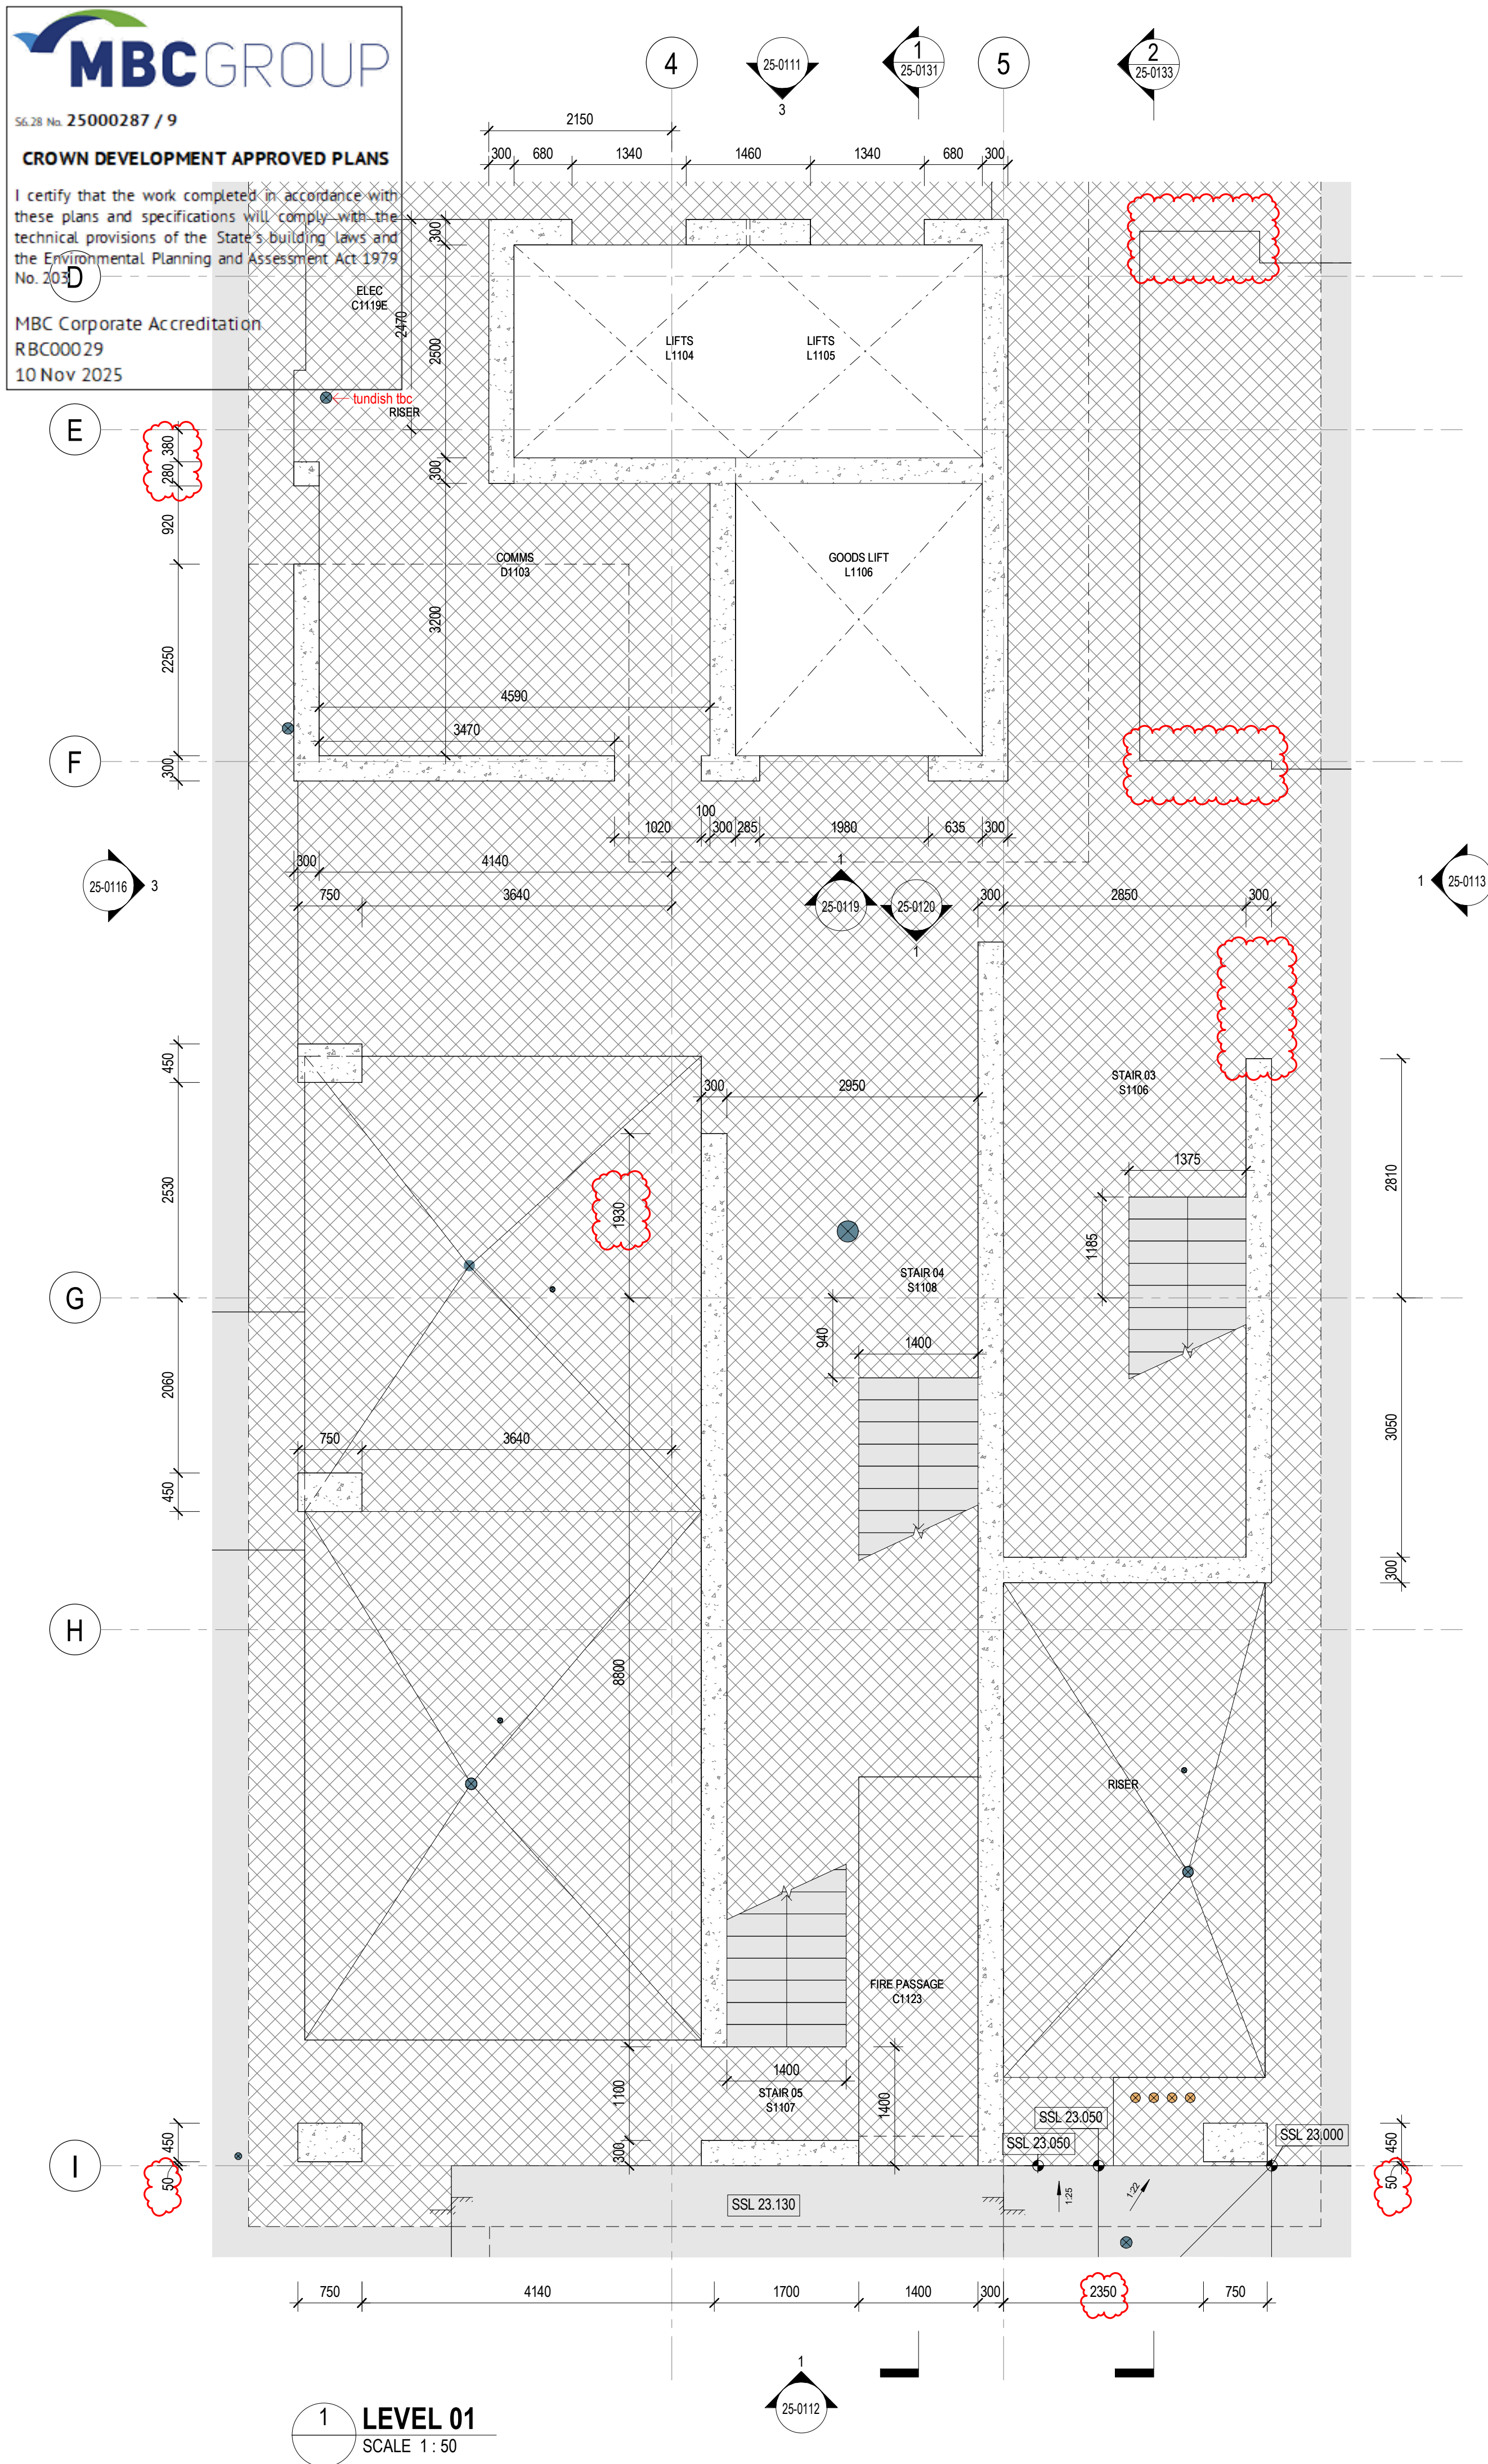 MBCGROUP
S6.28 No. 25000287 / 9
CROWN DEVELOPMENT APPROVED PLANS
I certify that the work completed in accordance with
these plans and specifications will comply with the
technical provisions of the State's building laws and
the Environmental Planning and Assessment Act 1979
No. 203
MBC Corporate Accreditation
RBC00029
10 Nov 2025
4
25-0111
3
1
25-0131
5
2
25-0133
2150
300 680 1340 1460 1340 680 300
300
D
ELEC
C1119E
2470
2500
LIFTS
L1104
LIFTS
L1105
tundish tbc
RISER
E
380
280
300
920
COMMS
D1103
GOODS LIFT
L1106
3200
2250
4590
3470
F
300
100
1020 300 285 1980 635 300
300 4140
25-0116 3
750 3640
1
25-0119
25-0120
1
300 2850 300
1 25-0113
450
STAIR 03
S1106
300 2950
2530
1930
1375
2810
1185
STAIR 04
S1108
G
940
1400
2060
3050
750 3640
450
300
H
8800
RISER
FIRE PASSAGE
C1123
1400
STAIR 05
S1107
1100
1400
SSL 23.050
SSL 23.050
SSL 23.000
450
450
300
I
50
50
SSL 23.130
1:25
1:22
750 4140 1700 1400 300 2350 750
1
25-0112
1
LEVEL 01
SCALE 1 : 50